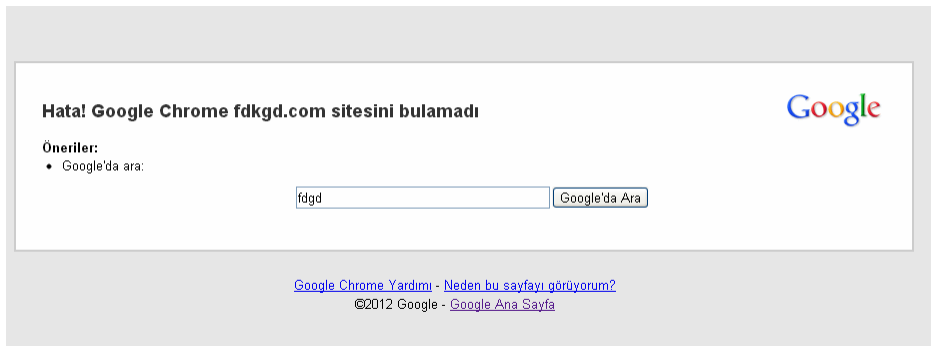 Hata! Google Chrome fdkgd.com sitesini bulamadı
Google
Öneriler:
Google'da ara:
fdgd Google'da Ara
Google Chrome Yardımı - Neden bu sayfayı görüyorum?
©2012 Google - Google Ana Sayfa